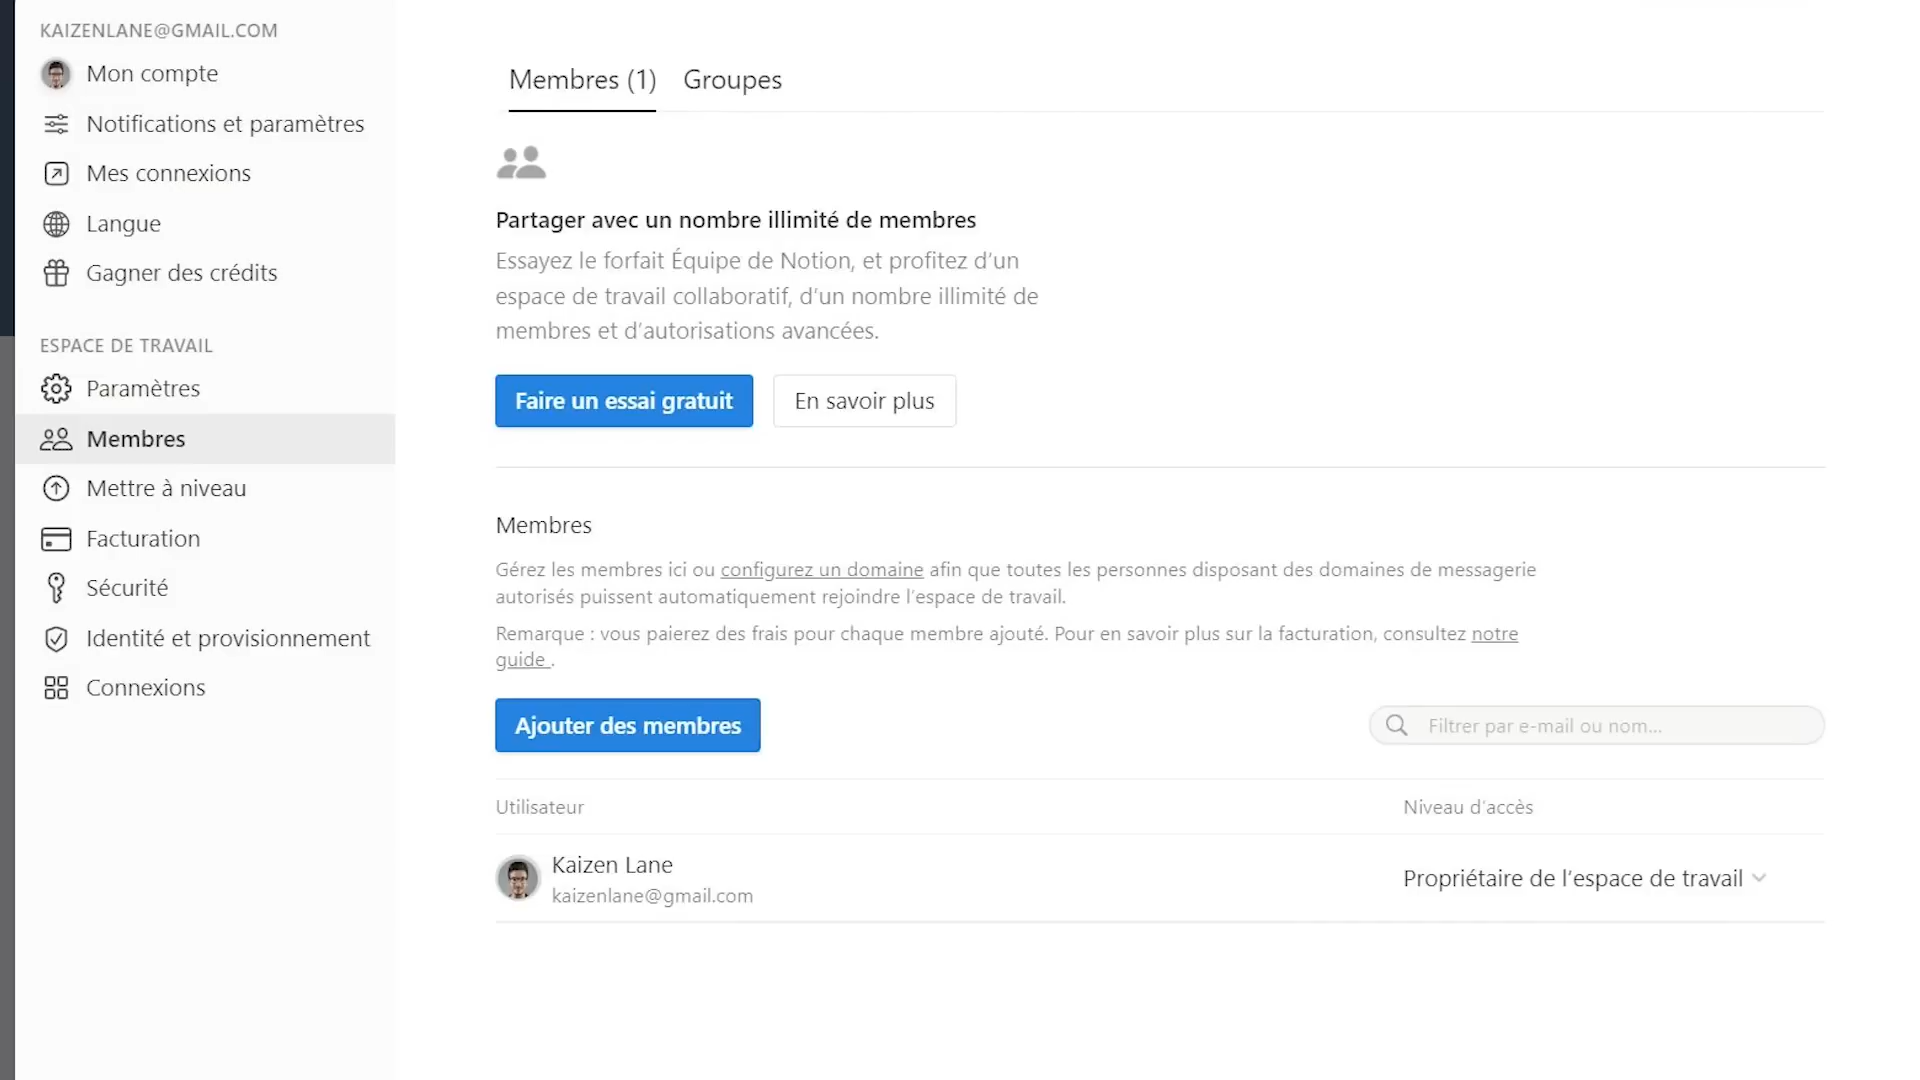 KAIZENLANE@GMAIL.COM
Mon compte
Notifications et paramètres
Mes connexions
Langue
Gagner des crédits
ESPACE DE TRAVAIL
Paramètres
Membres
Mettre à niveau
Facturation
Sécurité
Identité et provisionnement
Connexions
Membres (1) Groupes
Partager avec un nombre illimité de membres
Essayez le forfait Équipe de Notion, et profitez d’un
espace de travail collaboratif, d’un nombre illimité de
membres et d’autorisations avancées.
Faire un essai gratuit En savoir plus
Membres
Gérez les membres ici ou configurez un domaine afin que toutes les personnes disposant des domaines de messagerie
autorisés puissent automatiquement rejoindre l’espace de travail.
Remarque : vous paierez des frais pour chaque membre ajouté. Pour en savoir plus sur la facturation, consultez notre
guide .
Ajouter des membres Filtrer par e-mail ou nom...
Utilisateur Niveau d’accès
Kaizen Lane
kaizenlane@gmail.com
Propriétaire de l’espace de travail